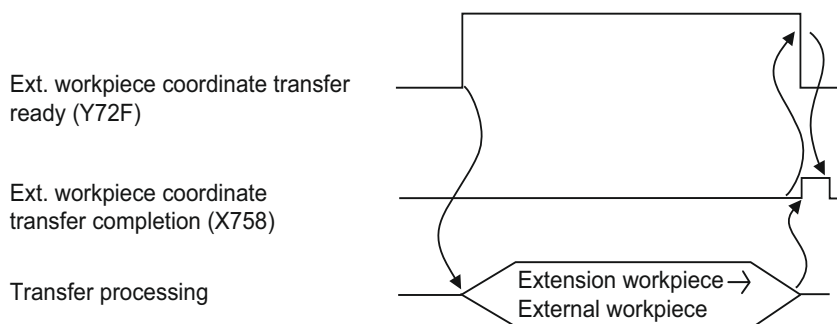 Ext. workpiece coordinate transfer
ready (Y72F)
Ext. workpiece coordinate
transfer completion (X758)
Transfer processing
Extension workpiece →
External workpiece